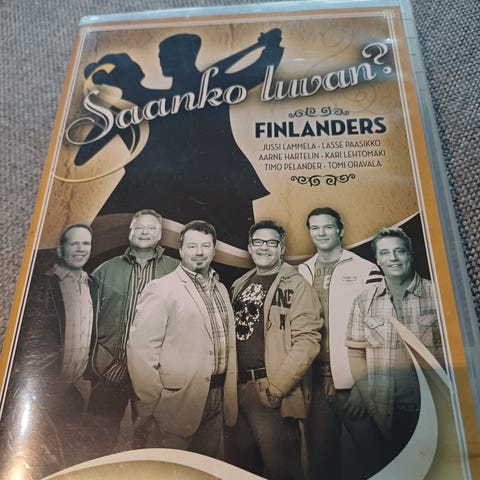 Saanko luvan?
FINLANDERS
JUSSI LAMMELA • LASSE PAASIKKO
AARNE HARTELIN • KARI LEHTOMÄKI
TIMO PELANDER • TOMI ORAVALA